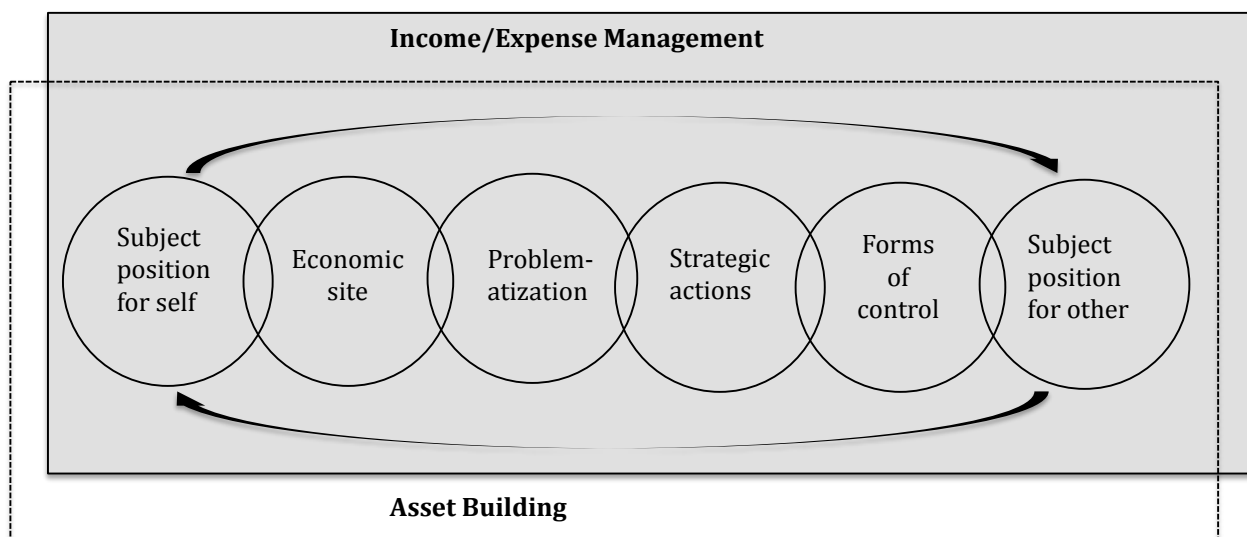 Income/Expense Management
Subject
position
for self
Economic
site
Problem-
atization
Strategic
actions
Forms
of
control
Subject
position
for other
Asset Building